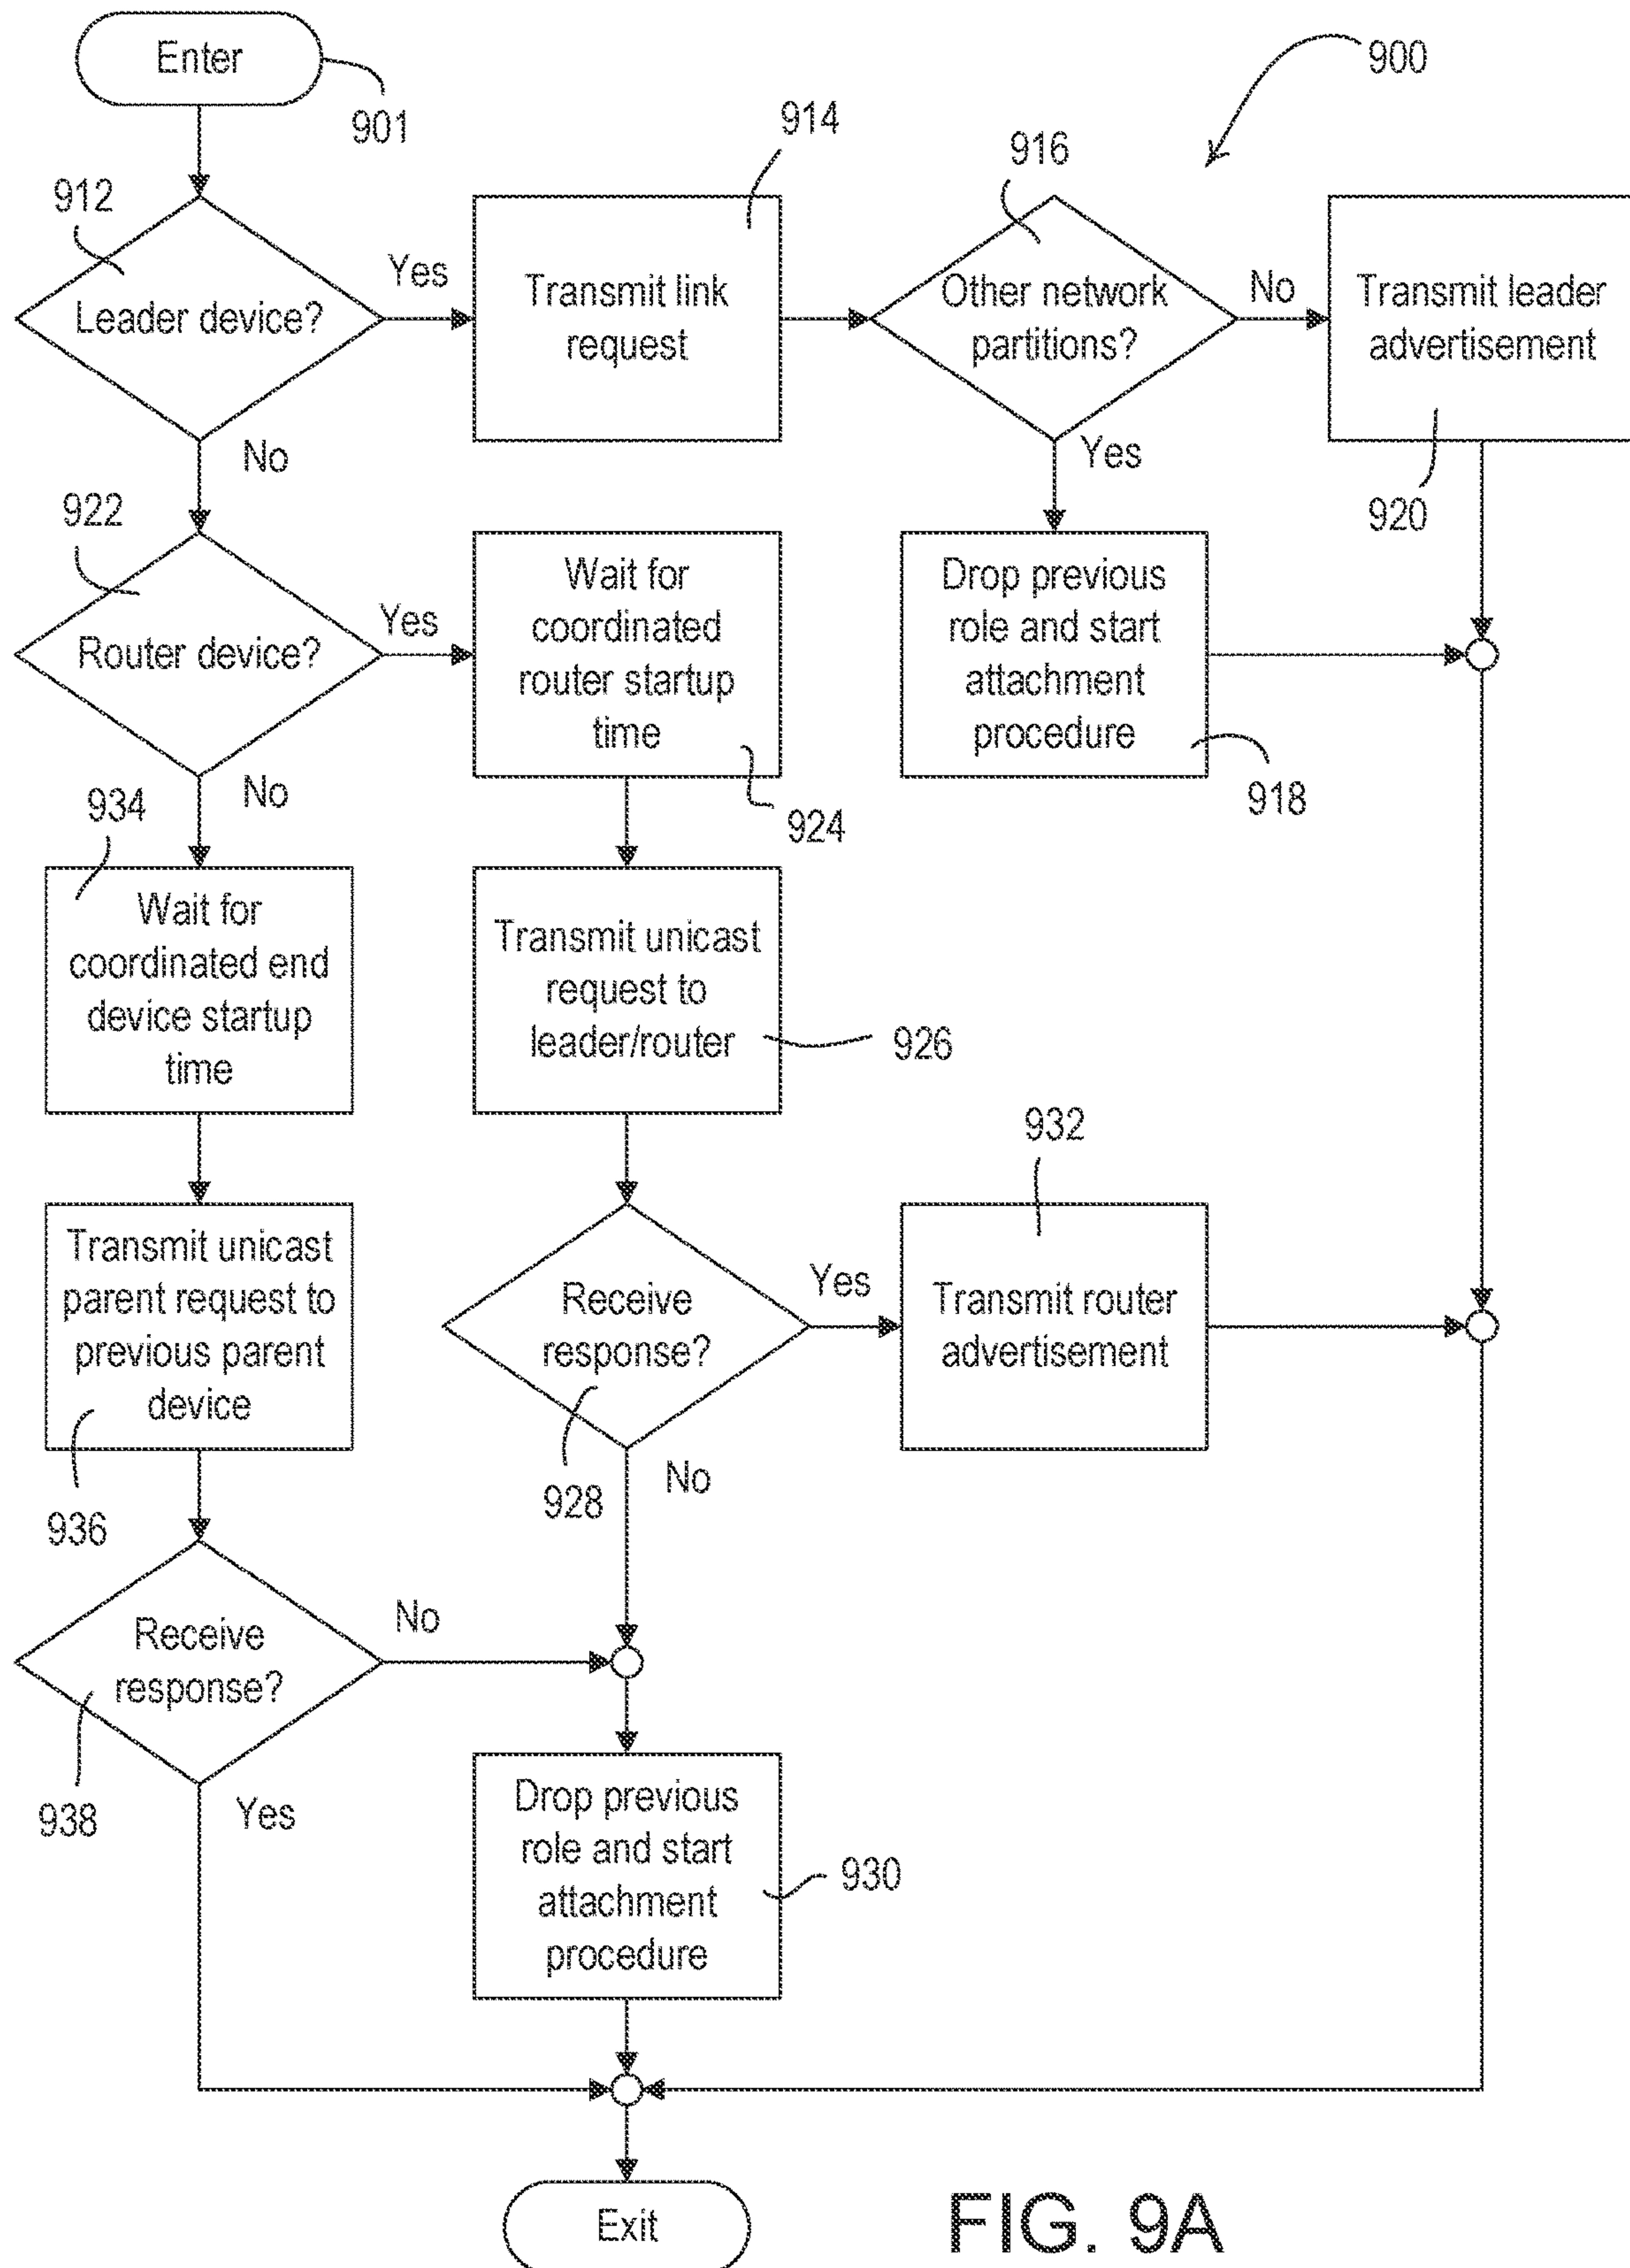 Enter
901
900
914
916
912
Leader device?
Yes
Transmit link
request
Other network
partitions?
No
Transmit leader
advertisement
No
Yes
920
922
Router device?
Yes
Wait for
coordinated
router startup
time
924
Drop previous
role and start
attachment
procedure
918
No
934
Wait for
coordinated end
device startup
time
Transmit unicast
request to
leader/router
926
932
Transmit unicast
parent request to
previous parent
device
936
Receive
response?
Yes
928
No
Transmit router
advertisement
Receive
response?
No
938
Yes
Drop previous
role and start
attachment
procedure
930
Exit
FIG. 9A